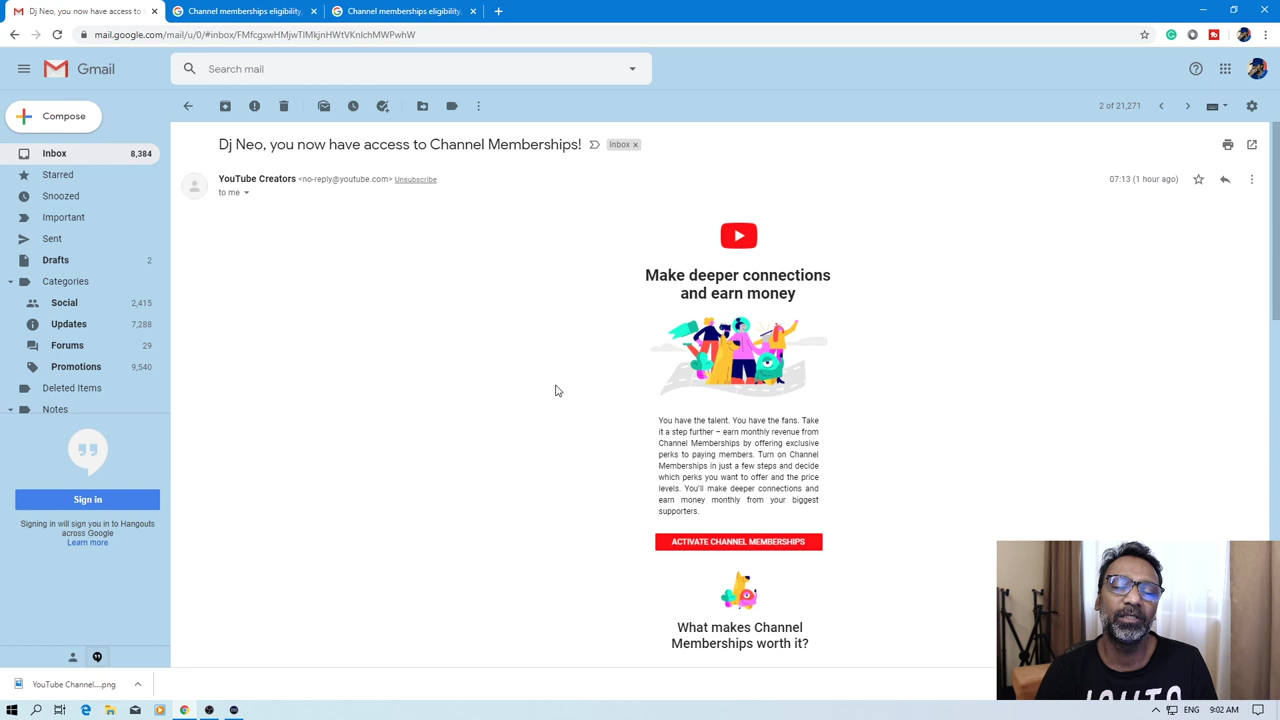 Dj Neo, you now have access to
Channel memberships eligibility,
Channel memberships eligibility,
mail.google.com/mail/u/0/#inbox/FMfcgxwHMjwTlMkjnHWtVKnIchMWPwhW
Gmail
Search mail
Compose
2 of 21,271
Inbox 8,384
Starred
Snoozed
Important
Sent
Drafts 2
Categories
Social 2,415
Updates 7,288
Forums 29
Promotions 9,540
Deleted Items
Notes
Sign in
Signing in will sign you in to Hangouts
across Google
Learn more
Dj Neo, you now have access to Channel Memberships! Inbox x
YouTube Creators <no-reply@youtube.com> Unsubscribe
07:13 (1 hour ago)
to me
Make deeper connections
and earn money
You have the talent. You have the fans. Take
it a step further – earn monthly revenue from
Channel Memberships by offering exclusive
perks to paying members. Turn on Channel
Memberships in just a few steps and decide
which perks you want to offer and the price
levels. You'll make deeper connections and
earn money monthly from your biggest
supporters.
ACTIVATE CHANNEL MEMBERSHIPS
What makes Channel
Memberships worth it?
YouTube Channel....png
ENG 9:02 AM